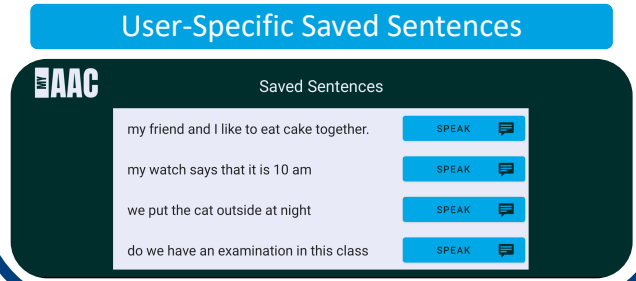 User-Specific Saved Sentences
MY AAC
Saved Sentences
my friend and I like to eat cake together.
SPEAK
my watch says that it is 10 am
SPEAK
we put the cat outside at night
SPEAK
do we have an examination in this class
SPEAK